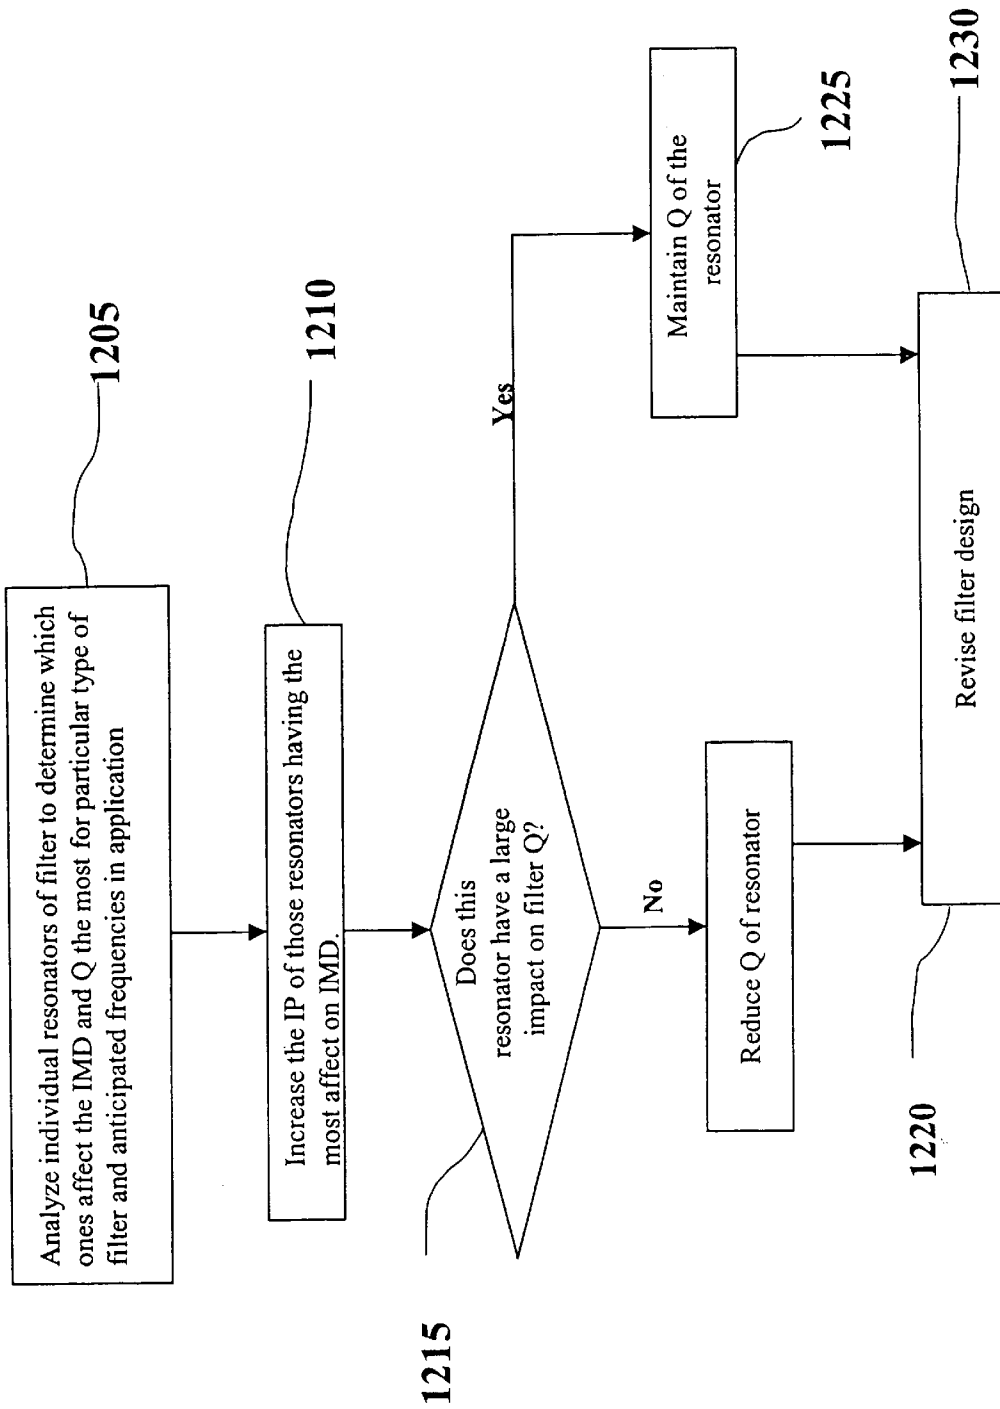 Analyze individual resonators of filter to determine which
ones affect the IMD and Q the most for particular type of
filter and anticipated frequencies in application
1205
Increase the IP of those resonators having the
most affect on IMD.
1210
Does this
resonator have a large
impact on filter Q?
1215
Yes
No
Maintain Q of the
resonator
1225
Reduce Q of resonator
1220
Revise filter design
1230